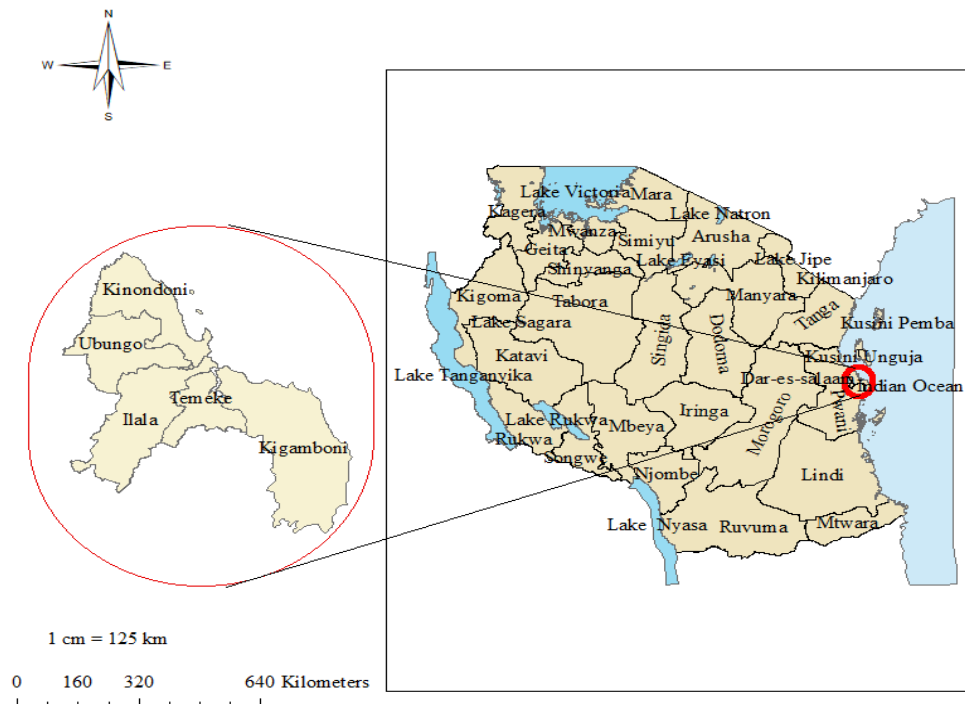 N
W E
S
Lake Victoria
Mara
Kagera
Lake Natron
Mwanza
Simiyu
Arusha
Geita
Lake Eyasi
Lake Jipe
Shinyanga
Kilimanjaro
Kinondoni
Kigoma
Tabora
Manyara
Tanga
Lake Sagara
Kusini Pemba
Singida
Dodoma
Ubungo
Katavi
Kusini Unguja
Lake Tanganyika
Dar-es-salaam
Indian Ocean
Temeke
Ilala
Lake Rukwa
Iringa
Morogoro
Pwani
Mbeya
Kigamboni
Rukwa
Songwe
Njombe
Lindi
Lake Nyasa
Ruvuma
Mtwara
1 cm = 125 km
0 160 320 640 Kilometers